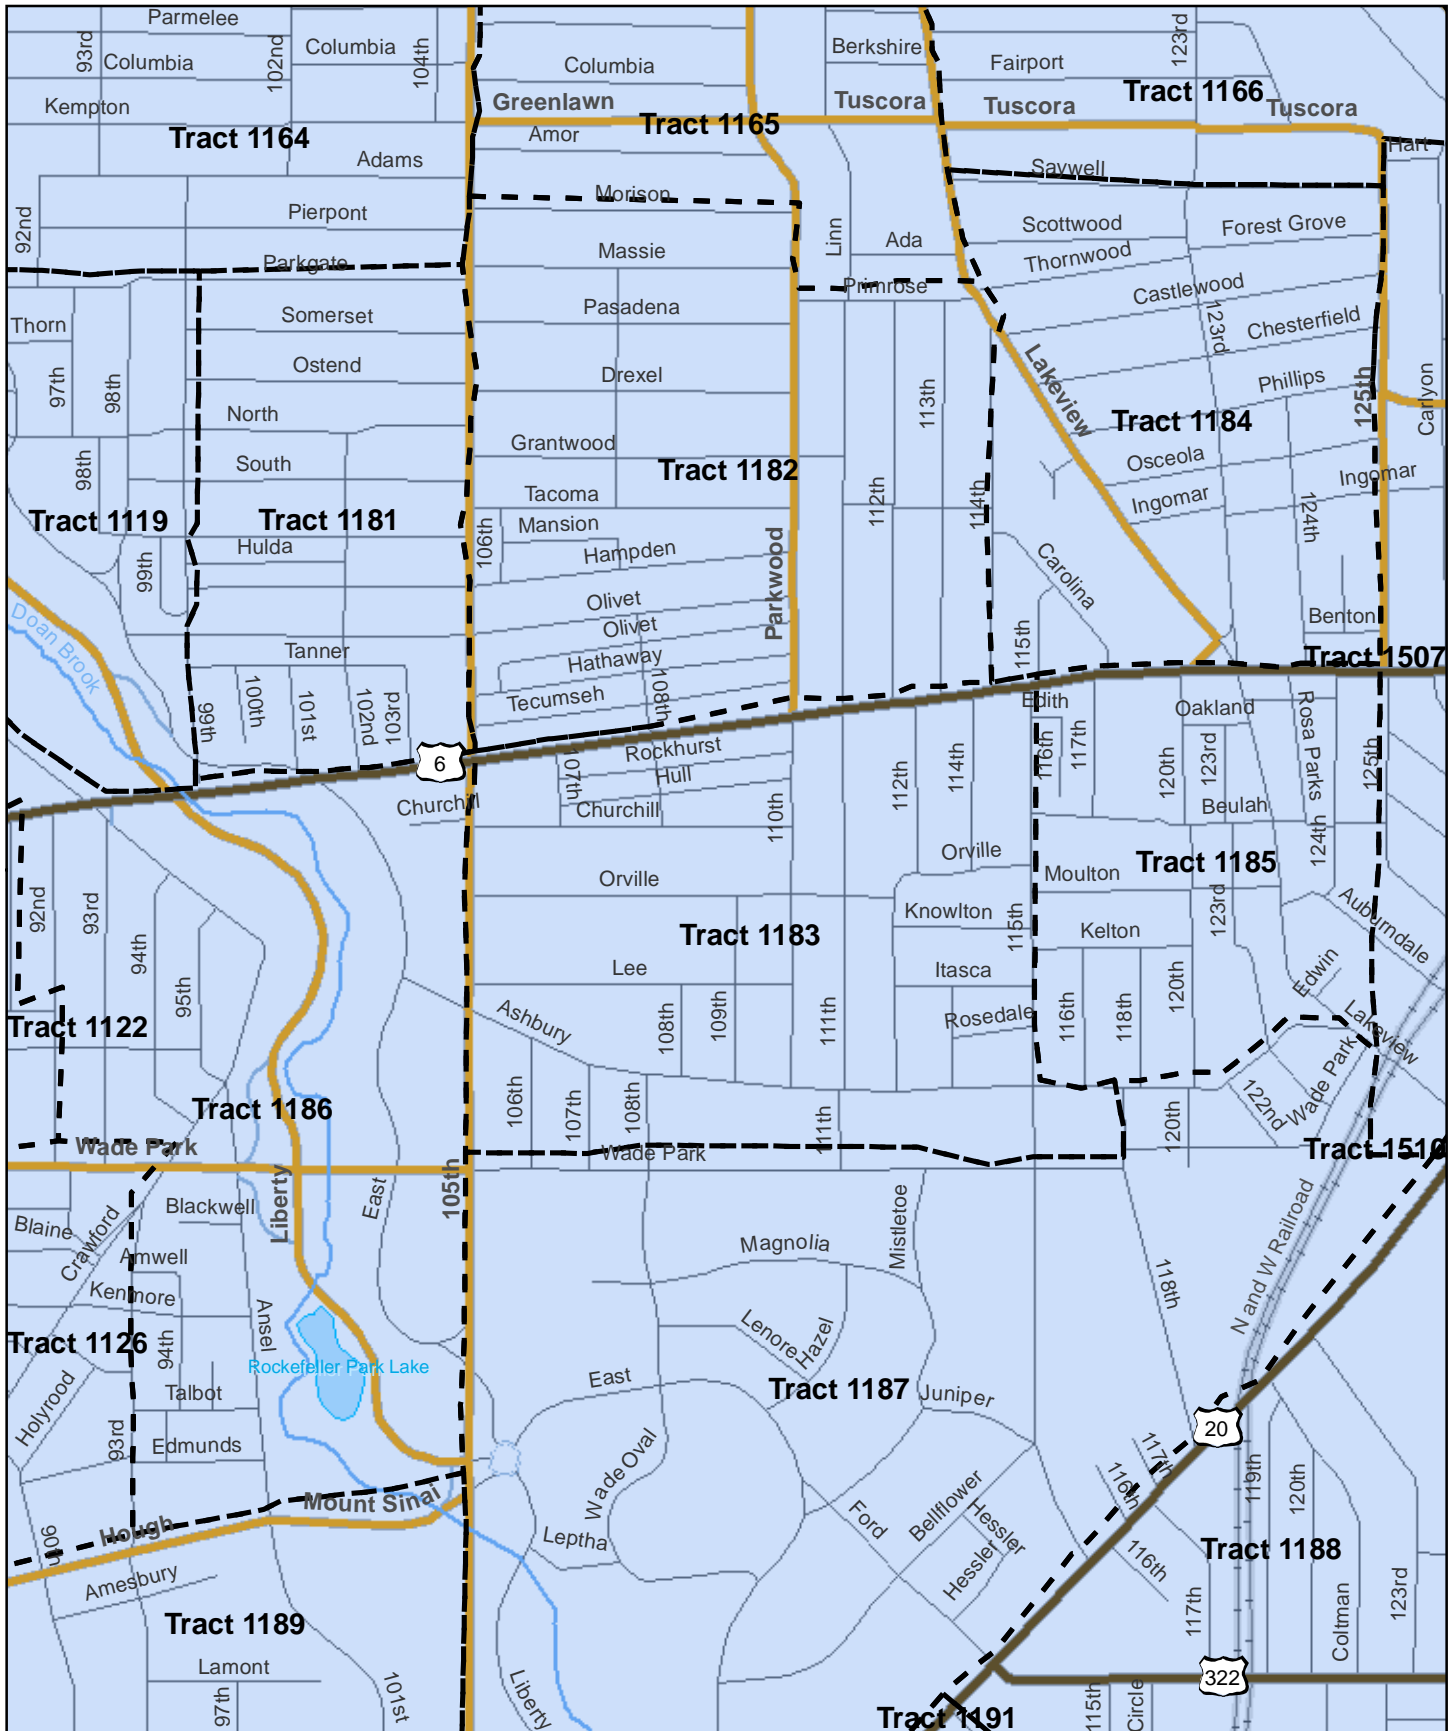 Parmelee
93rd
Columbia
102nd
Columbia
104th
Columbia
Berkshire
123rd
Fairport
Kempton
Greenlawn
Tuscora
Tuscora
Tract 1166
Tuscora
Tract 1164
Amor
Tract 1165
Hart
Adams
Saywell
Morison
92nd
Pierpont
Linn
Scottwood
Forest Grove
Massie
Ada
Thornwood
Parkgate
Primrose
Castlewood
Thorn
Somerset
Pasadena
123rd
Chesterfield
97th
98th
Ostend
Drexel
113th
Lakeview
Phillips
125th
Carlyon
North
Tract 1184
Grantwood
98th
South
Tract 1182
Osceola
Ingomar
Tacoma
112th
114th
Ingomar
124th
Tract 1119
Tract 1181
106th
Mansion
Hulda
Hampden
99th
Parkwood
Carolina
Doan Brook
Olivet
Olivet
Benton
Tanner
Hathaway
115th
Tract 1507
99th
100th
101st
102nd
103rd
Tecumseh
108th
Edith
Oakland
Rosa Parks
6
107th
Rockhurst
Hull
112th
114th
116th
117th
120th
123rd
125th
Churchill
Churchill
110th
Beulah
124th
Orville
Tract 1185
Orville
Moulton
92nd
93rd
Knowlton
115th
123rd
Auburndale
94th
Tract 1183
Kelton
95th
Lee
Itasca
120th
Edwin
Tract 1122
Ashbury
108th
109th
111th
Rosedale
116th
118th
Lakeview
Tract 1186
106th
107th
108th
111th
120th
122nd
Wade Park
Wade Park
Wade Park
Tract 1510
Liberty
East
105th
Blackwell
Mistletoe
Blaine
Crawford
Amwell
Magnolia
118th
N and W Railroad
Kenmore
Ansel
Tract 1126
94th
Lenore
Hazel
Rockefeller Park Lake
East
Tract 1187
Juniper
Holyrood
Talbot
93rd
Edmunds
20
Wade Oval
117th
116th
119th
120th
Mount Sinai
Bellflower
Hough
Ford
Hessler
90th
Leptha
Hessler
116th
Tract 1188
Amesbury
117th
Coltman
123rd
Tract 1189
Lamont
97th
101st
Liberty
322
Tract 1191
115th
Circle